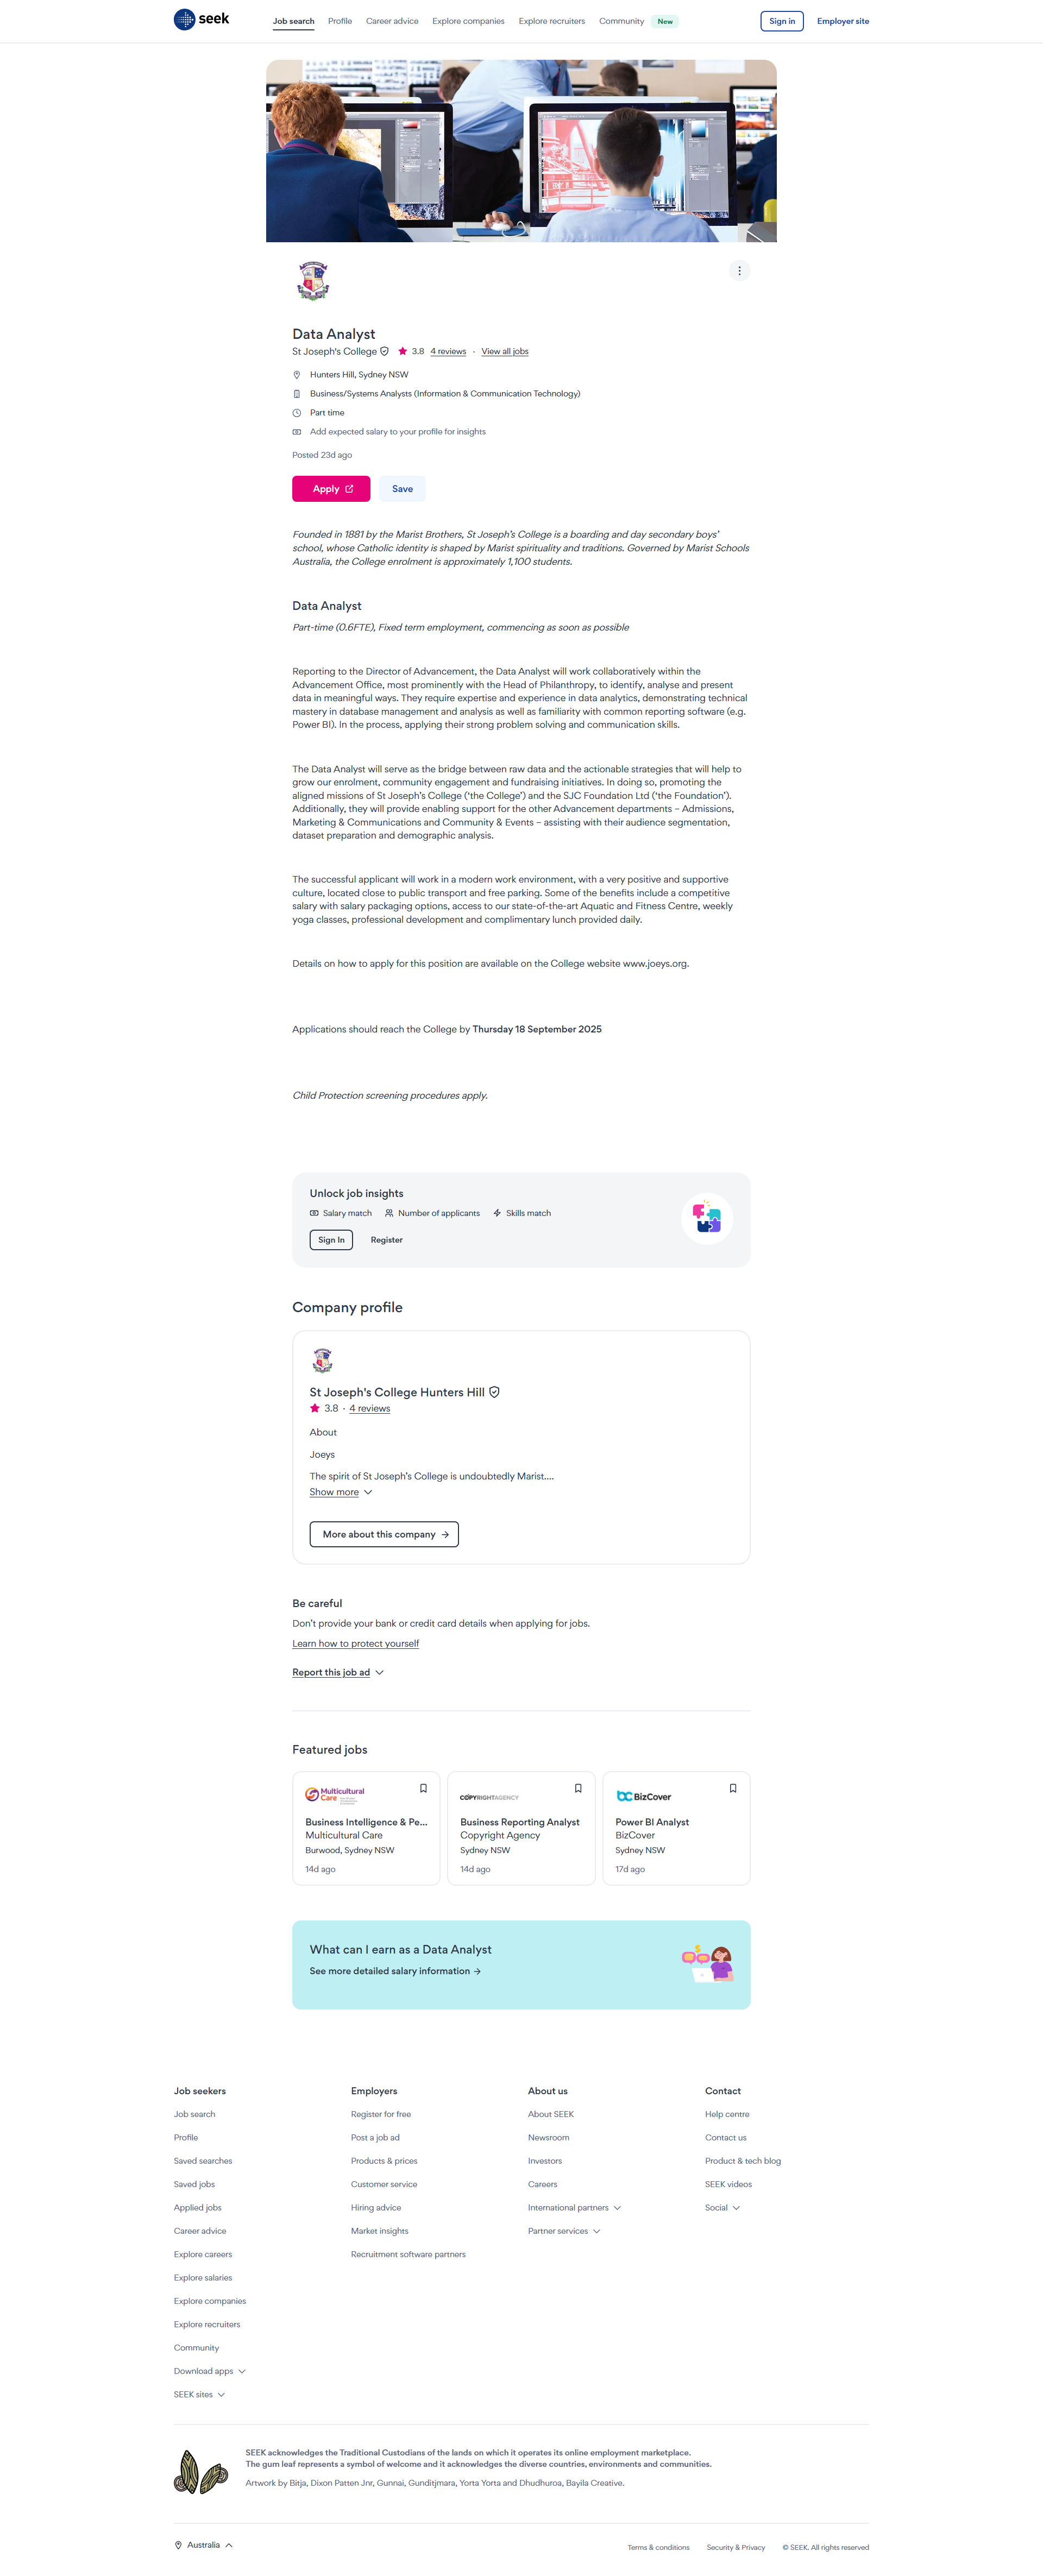 seek
Job search
Profile
Career advice
Explore companies
Explore recruiters
Community
New
Sign in
Employer site
Data Analyst
St Joseph's College
3.8
4 reviews
·
View all jobs
Hunters Hill, Sydney NSW
Business/Systems Analysts (Information & Communication Technology)
Part time
Add expected salary to your profile for insights
Posted 23d ago
Apply
Save
Founded in 1881 by the Marist Brothers, St Joseph's College is a boarding and day secondary boys'
school, whose Catholic identity is shaped by Marist spirituality and traditions. Governed by Marist Schools
Australia, the College enrolment is approximately 1,100 students.
Data Analyst
Part-time (0.6FTE), Fixed term employment, commencing as soon as possible
Reporting to the Director of Advancement, the Data Analyst will work collaboratively within the
Advancement Office, most prominently with the Head of Philanthropy, to identify, analyse and present
data in meaningful ways. They require expertise and experience in data analytics, demonstrating technical
mastery in database management and analysis as well as familiarity with common reporting software (e.g.
Power BI). In the process, applying their strong problem solving and communication skills.
The Data Analyst will serve as the bridge between raw data and the actionable strategies that will help to
grow our enrolment, community engagement and fundraising initiatives. In doing so, promoting the
aligned missions of St Joseph's College ('the College') and the SJC Foundation Ltd ('the Foundation').
Additionally, they will provide enabling support for the other Advancement departments – Admissions,
Marketing & Communications and Community & Events – assisting with their audience segmentation,
dataset preparation and demographic analysis.
The successful applicant will work in a modern work environment, with a very positive and supportive
culture, located close to public transport and free parking. Some of the benefits include a competitive
salary with salary packaging options, access to our state-of-the-art Aquatic and Fitness Centre, weekly
yoga classes, professional development and complimentary lunch provided daily.
Details on how to apply for this position are available on the College website www.joeys.org.
Applications should reach the College by Thursday 18 September 2025
Child Protection screening procedures apply.
Unlock job insights
Salary match
Number of applicants
Skills match
Sign In
Register
Company profile
St Joseph's College Hunters Hill
3.8 · 4 reviews
About
Joeys
The spirit of St Joseph's College is undoubtedly Marist....
Show more
More about this company
Be careful
Don't provide your bank or credit card details when applying for jobs.
Learn how to protect yourself
Report this job ad
Featured jobs
Multicultural
Care
Business Intelligence & Pe...
Multicultural Care
Burwood, Sydney NSW
14d ago
COPYRIGHTAGENCY
Business Reporting Analyst
Copyright Agency
Sydney NSW
14d ago
bc BizCover
Power BI Analyst
BizCover
Sydney NSW
17d ago
What can I earn as a Data Analyst
See more detailed salary information
Job seekers
Job search
Profile
Saved searches
Saved jobs
Applied jobs
Career advice
Explore careers
Explore salaries
Explore companies
Explore recruiters
Community
Download apps
SEEK sites
Employers
Register for free
Post a job ad
Products & prices
Customer service
Hiring advice
Market insights
Recruitment software partners
About us
About SEEK
Newsroom
Investors
Careers
International partners
Partner services
Contact
Help centre
Contact us
Product & tech blog
SEEK videos
Social
SEEK acknowledges the Traditional Custodians of the lands on which it operates its online employment marketplace.
The gum leaf represents a symbol of welcome and it acknowledges the diverse countries, environments and communities.
Artwork by Bitja, Dixon Patten Jnr, Gunnai, Gunditjmara, Yorta Yorta and Dhudhuroa, Bayila Creative.
Australia
Terms & conditions
Security & Privacy
© SEEK. All rights reserved